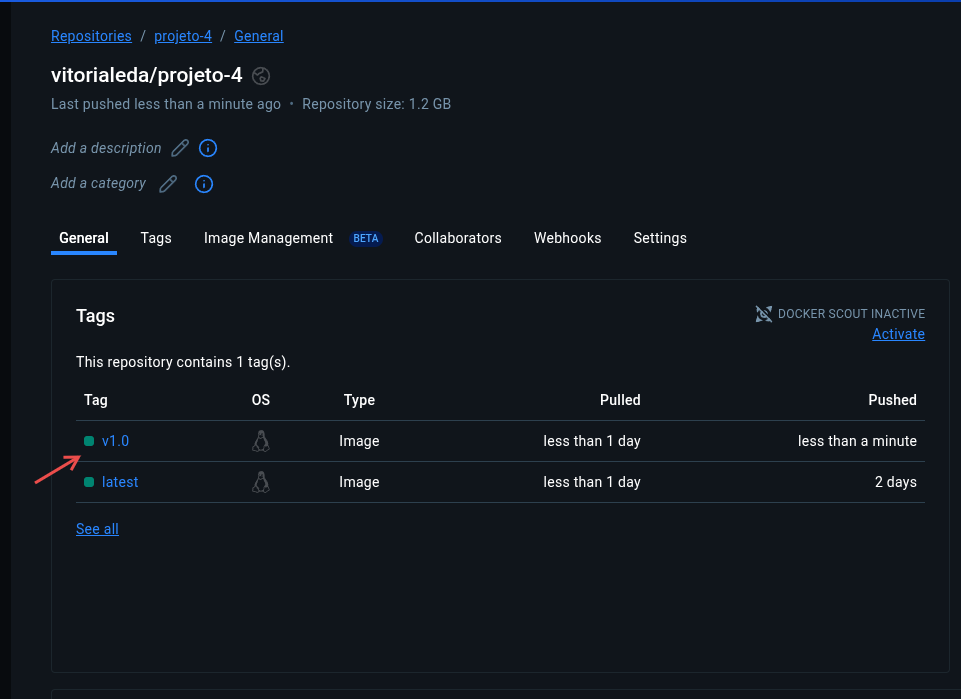 Repositories / projeto-4 / General
vitorialeda/projeto-4
Last pushed less than a minute ago • Repository size: 1.2 GB
Add a description
Add a category
General Tags Image Management BETA Collaborators Webhooks Settings
Tags
DOCKER SCOUT INACTIVE
Activate
This repository contains 1 tag(s).
Tag OS Type Pulled Pushed
v1.0 Image less than 1 day less than a minute
latest Image less than 1 day 2 days
See all